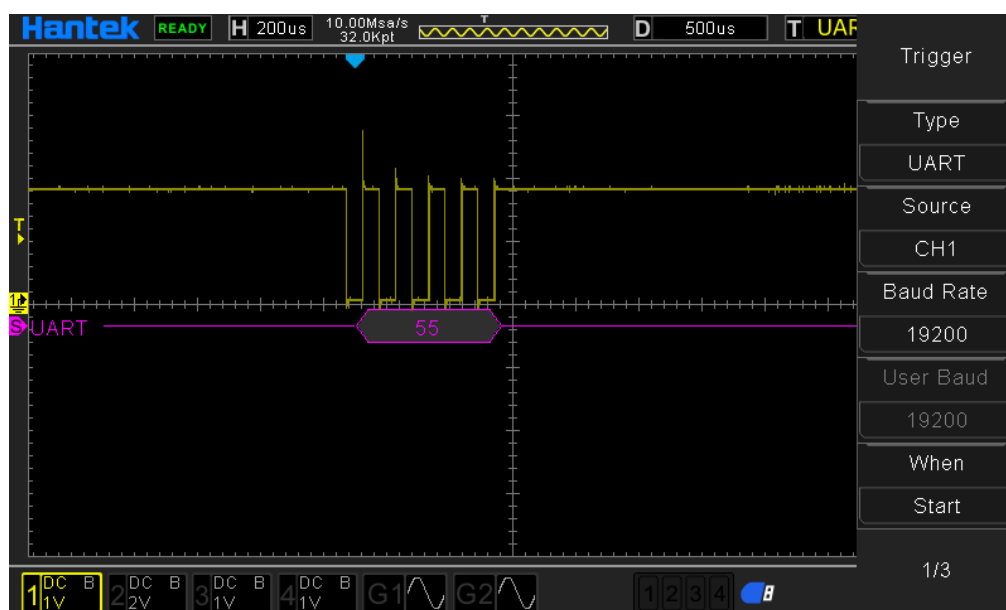 Hantek READY H 200us 10.00Msa/s T D 500us T UAR
32.0Kpt
Trigger
Type
UART
Source
CH1
Baud Rate
19200
User Baud
19200
When
Start
1/3
T
1
S UART 55
1 DC B 1V 2 DC B 2V 3 DC B 1V 4 DC B 1V G1 G2 1 2 3 4